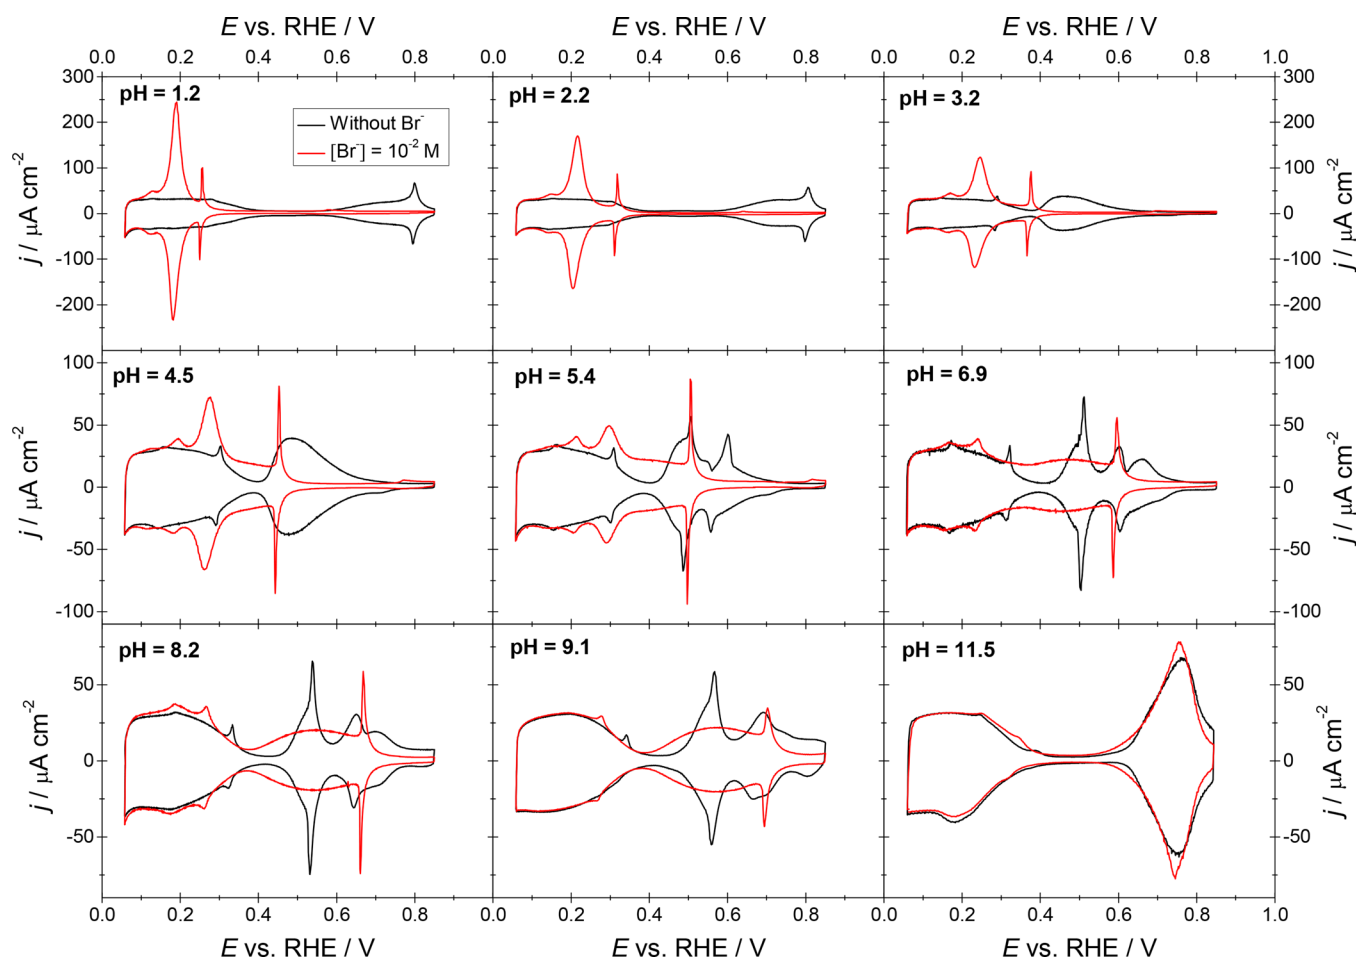 E vs. RHE / V E vs. RHE / V E vs. RHE / V
0.0 0.2 0.4 0.6 0.8 0.0 0.2 0.4 0.6 0.8 0.0 0.2 0.4 0.6 0.8 1.0
300 300
pH = 1.2 pH = 2.2 pH = 3.2
200 200
Without Br⁻
[Br⁻] = 10⁻² M
100 100
0 0
-100 -100
-200 -200
j / μA cm⁻² j / μA cm⁻²
100 100
pH = 4.5 pH = 5.4 pH = 6.9
50 50
0 0
-50 -50
-100 -100
j / μA cm⁻² j / μA cm⁻²
pH = 8.2 pH = 9.1 pH = 11.5
50 50
0 0
-50 -50
j / μA cm⁻² j / μA cm⁻²
0.0 0.2 0.4 0.6 0.8 0.0 0.2 0.4 0.6 0.8 0.0 0.2 0.4 0.6 0.8 1.0
E vs. RHE / V E vs. RHE / V E vs. RHE / V